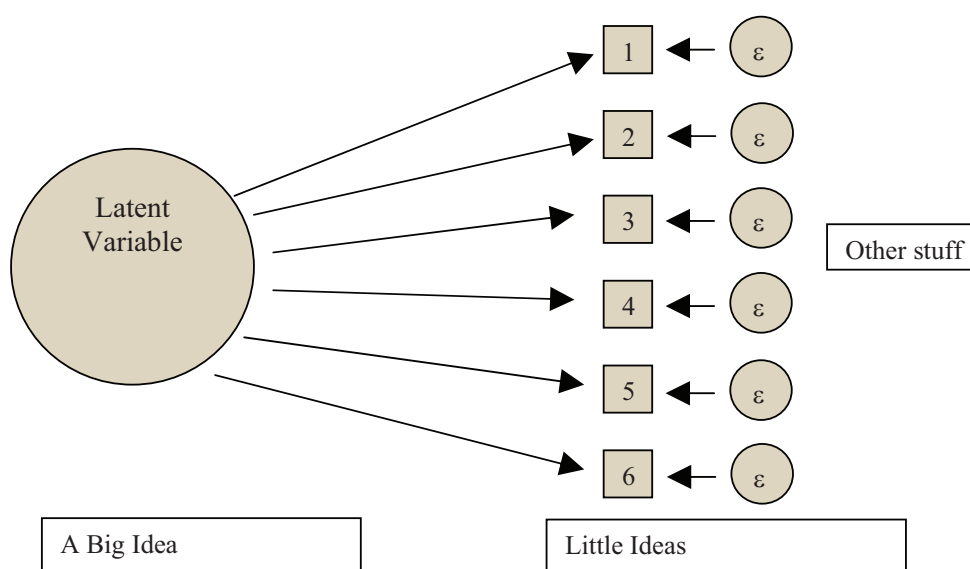 Latent
Variable
1
ε
2
ε
3
ε
4
ε
5
ε
6
ε
Other stuff
A Big Idea
Little Ideas